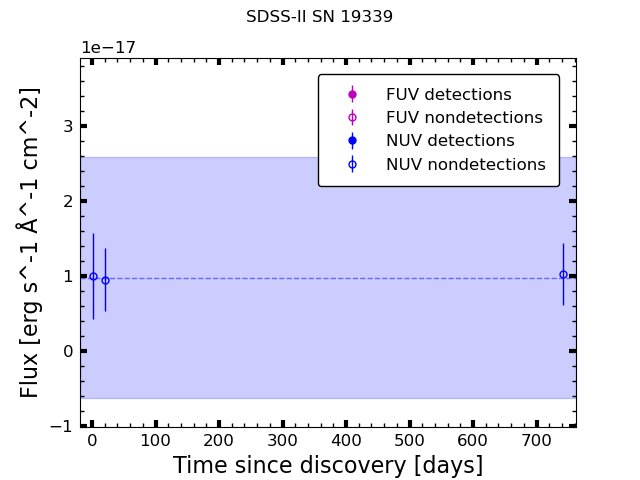 SDSS-II SN 19339
1e−17
FUV detections
FUV nondetections
NUV detections
NUV nondetections
3
2
1
0
−1
0 100 200 300 400 500 600 700
Time since discovery [days]
Flux [erg s^-1 Å^-1 cm^-2]